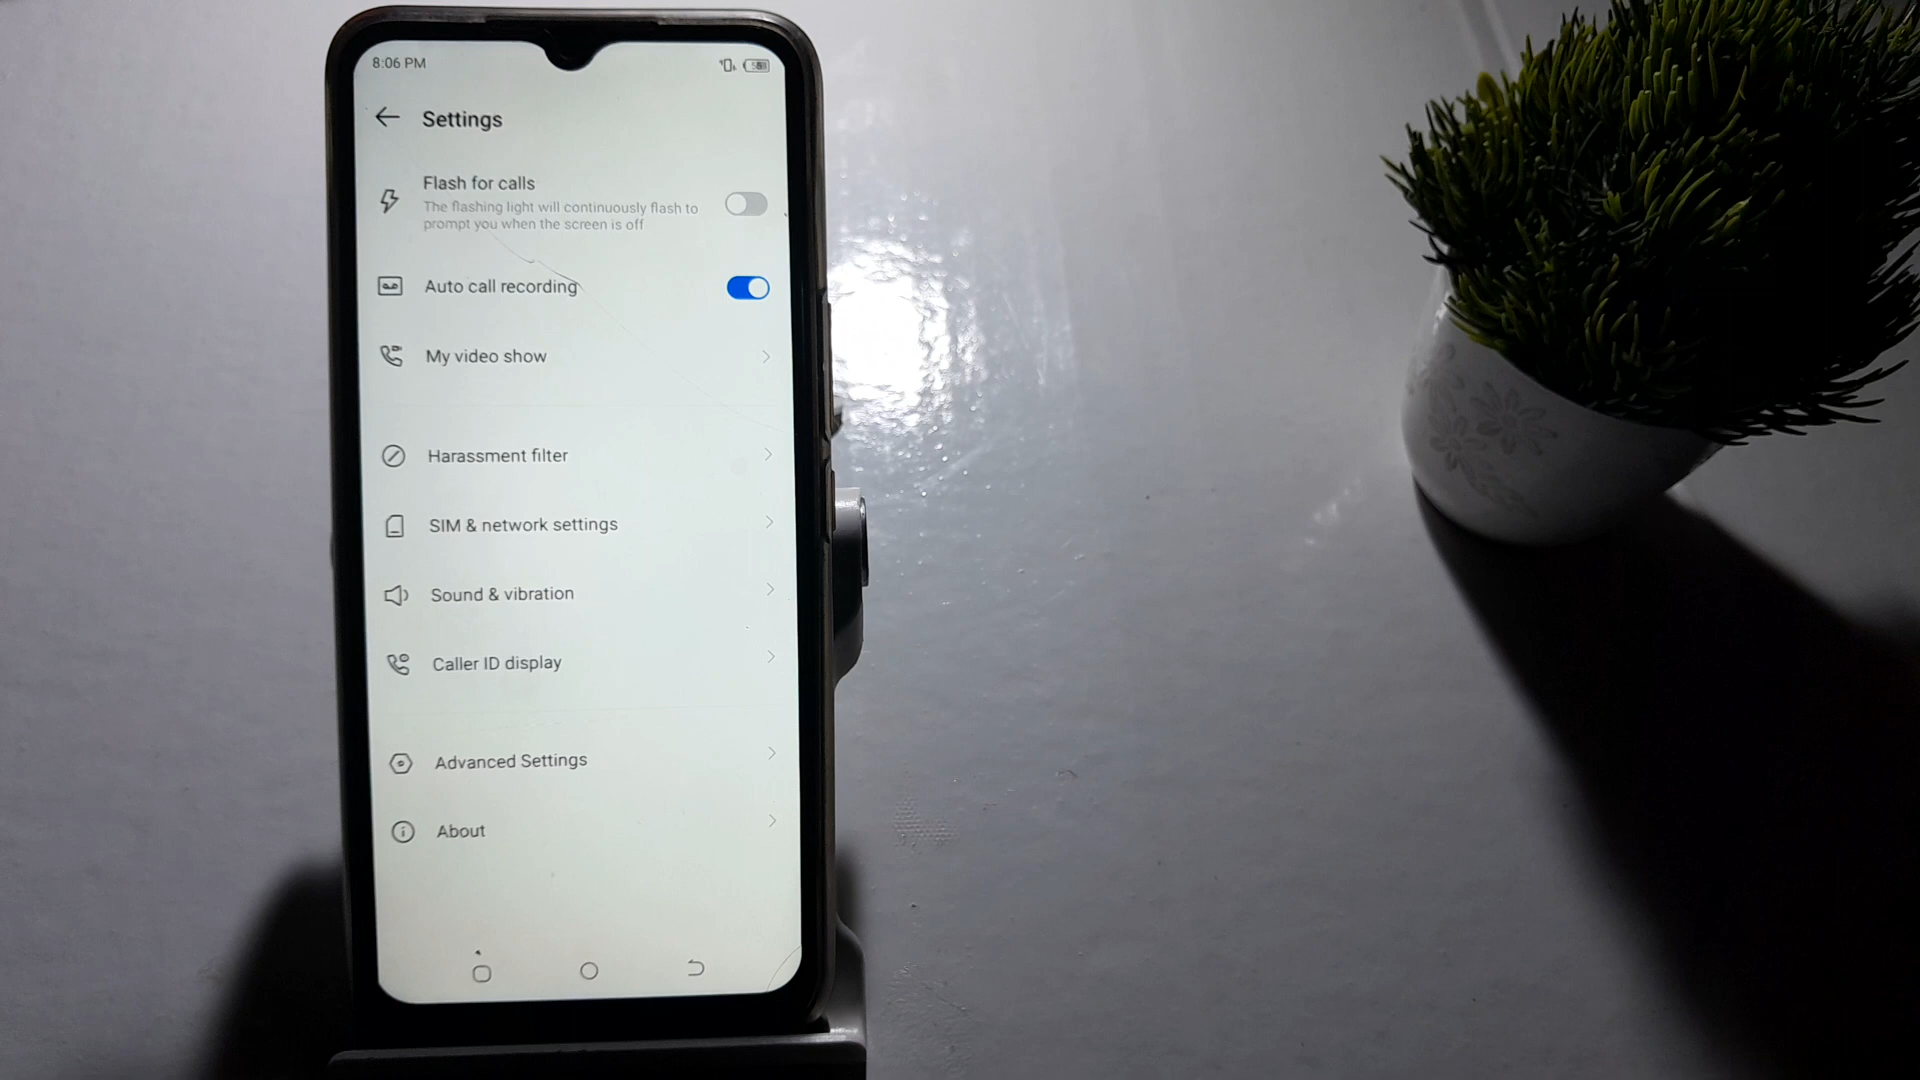 8:06 PM
Settings
Flash for calls
The flashing light will continuously flash to
prompt you when the screen is off
Auto call recording
My video show
Harassment filter
SIM & network settings
Sound & vibration
Caller ID display
Advanced Settings
About